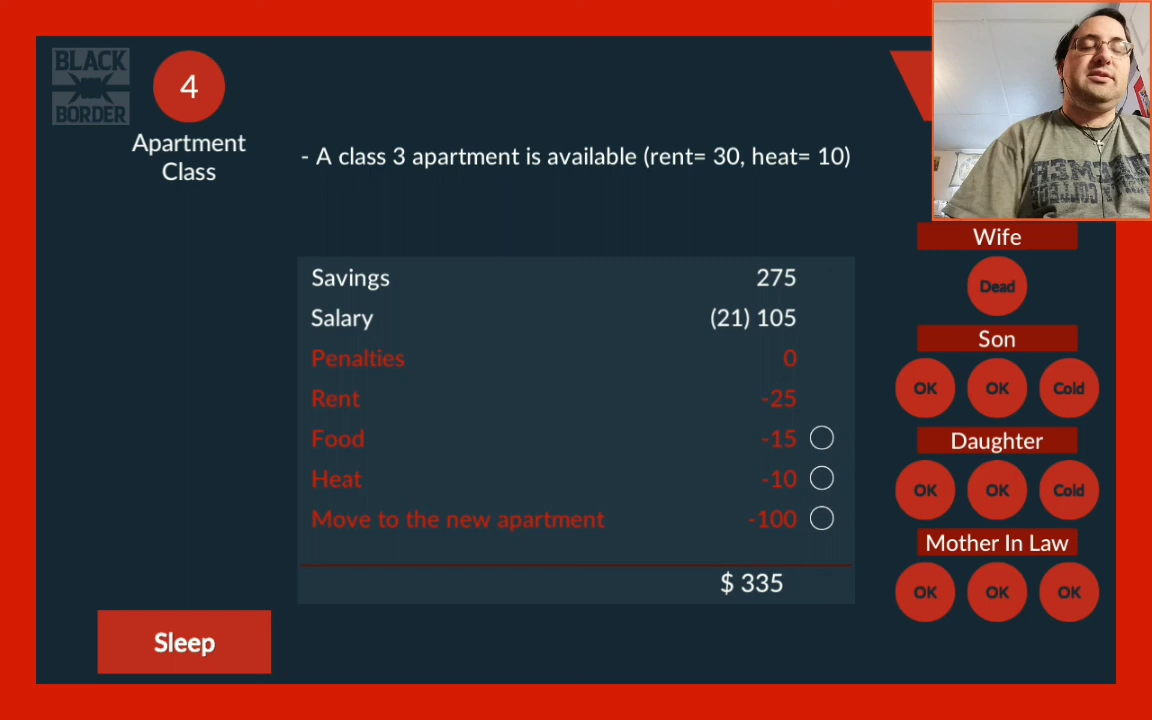 BLACK
BORDER
4
Apartment
Class
- A class 3 apartment is available (rent= 30, heat= 10)
Savings 275
Salary (21) 105
Penalties 0
Rent -25
Food -15
Heat -10
Move to the new apartment -100
$ 335
Sleep
Wife
Dead
Son
OK OK Cold
Daughter
OK OK Cold
Mother In Law
OK OK OK